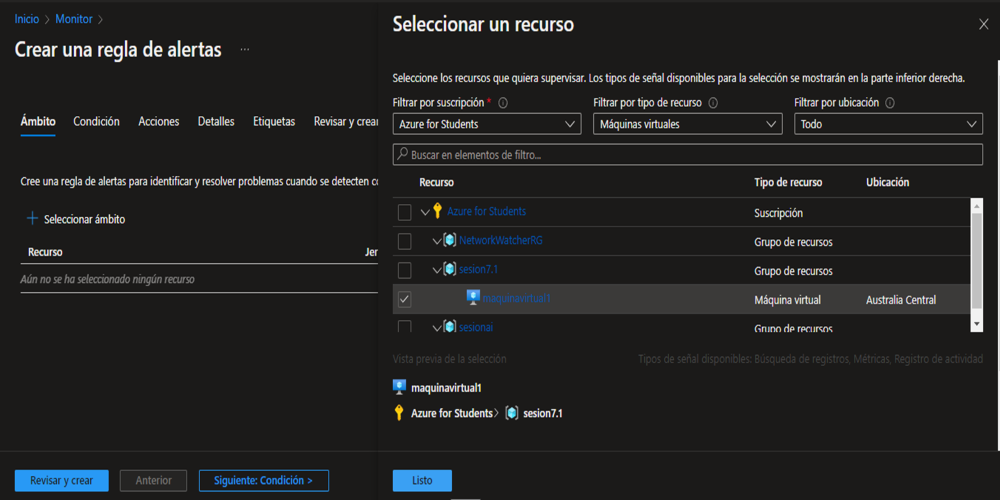 Inicio > Monitor >
Crear una regla de alertas ...
Ámbito Condición Acciones Detalles Etiquetas Revisar y crear
Cree una regla de alertas para identificar y resolver problemas cuando se detecten co
+ Seleccionar ámbito
Recurso Jer
Aún no se ha seleccionado ningún recurso
Revisar y crear Anterior Siguiente: Condición >
Seleccionar un recurso
Seleccione los recursos que quiera supervisar. Los tipos de señal disponibles para la selección se mostrarán en la parte inferior derecha.
Filtrar por suscripción * Filtrar por tipo de recurso Filtrar por ubicación
Azure for Students Máquinas virtuales Todo
Buscar en elementos de filtro...
Recurso Tipo de recurso Ubicación
Azure for Students Suscripción
NetworkWatcherRG Grupo de recursos
sesion7.1 Grupo de recursos
maquinavirtual1 Máquina virtual Australia Central
sesionai Grupo de recursos
Vista previa de la selección Tipos de señal disponibles: Búsqueda de registros, Métricas, Registro de actividad
maquinavirtual1
Azure for Students > sesion7.1
Listo